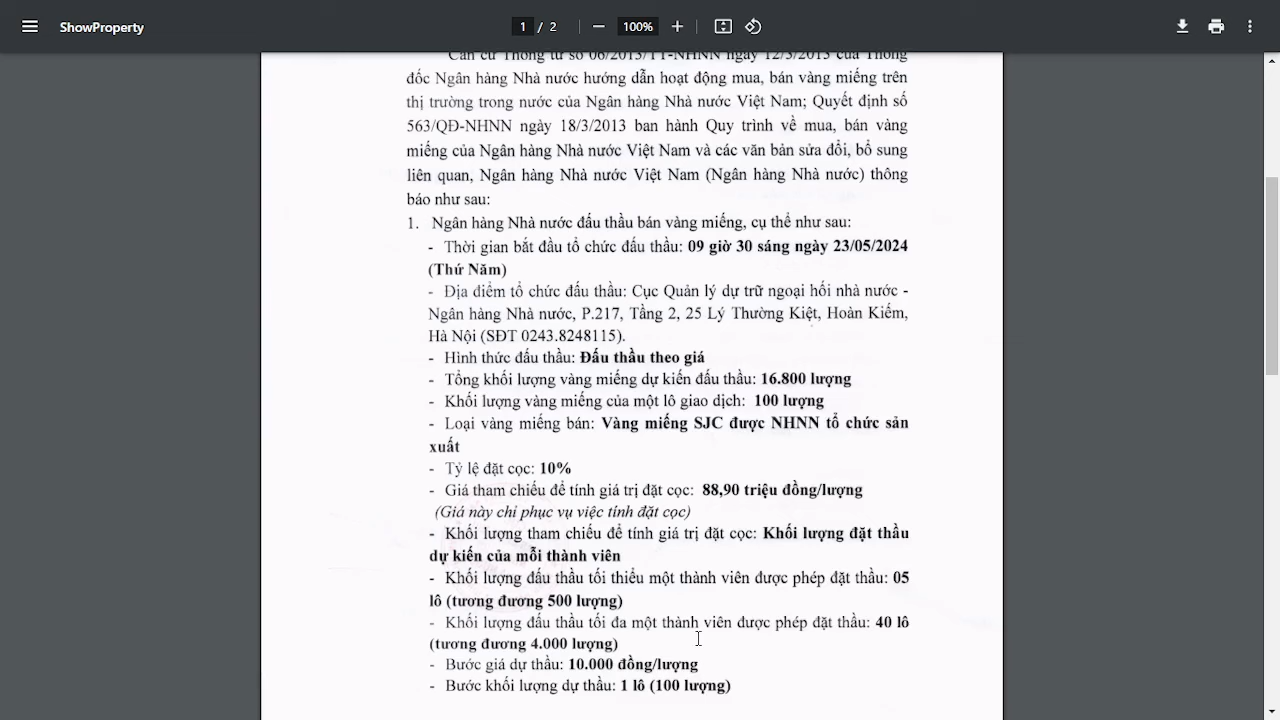 ShowProperty
1 / 2
100%
Căn cứ Thông tư số 06/2013/TT-NHNN ngày 12/3/2013 của Thống
đốc Ngân hàng Nhà nước hướng dẫn hoạt động mua, bán vàng miếng trên
thị trường trong nước của Ngân hàng Nhà nước Việt Nam; Quyết định số
563/QĐ-NHNN ngày 18/3/2013 ban hành Quy trình về mua, bán vàng
miếng của Ngân hàng Nhà nước Việt Nam và các văn bản sửa đổi, bổ sung
liên quan, Ngân hàng Nhà nước Việt Nam (Ngân hàng Nhà nước) thông
báo như sau:
1. Ngân hàng Nhà nước đấu thầu bán vàng miếng, cụ thể như sau:
- Thời gian bắt đầu tổ chức đấu thầu: 09 giờ 30 sáng ngày 23/05/2024
(Thứ Năm)
- Địa điểm tổ chức đấu thầu: Cục Quản lý dự trữ ngoại hối nhà nước -
Ngân hàng Nhà nước, P.217, Tầng 2, 25 Lý Thường Kiệt, Hoàn Kiếm,
Hà Nội (SĐT 0243.8248115).
- Hình thức đấu thầu: Đấu thầu theo giá
- Tổng khối lượng vàng miếng dự kiến đấu thầu: 16.800 lượng
- Khối lượng vàng miếng của một lô giao dịch: 100 lượng
- Loại vàng miếng bán: Vàng miếng SJC được NHNN tổ chức sản
xuất
- Tỷ lệ đặt cọc: 10%
- Giá tham chiếu để tính giá trị đặt cọc: 88,90 triệu đồng/lượng
(Giá này chỉ phục vụ việc tính đặt cọc)
- Khối lượng tham chiếu để tính giá trị đặt cọc: Khối lượng đặt thầu
dự kiến của mỗi thành viên
- Khối lượng đấu thầu tối thiểu một thành viên được phép đặt thầu: 05
lô (tương đương 500 lượng)
- Khối lượng đấu thầu tối đa một thành viên được phép đặt thầu: 40 lô
(tương đương 4.000 lượng)
- Bước giá dự thầu: 10.000 đồng/lượng
- Bước khối lượng dự thầu: 1 lô (100 lượng)